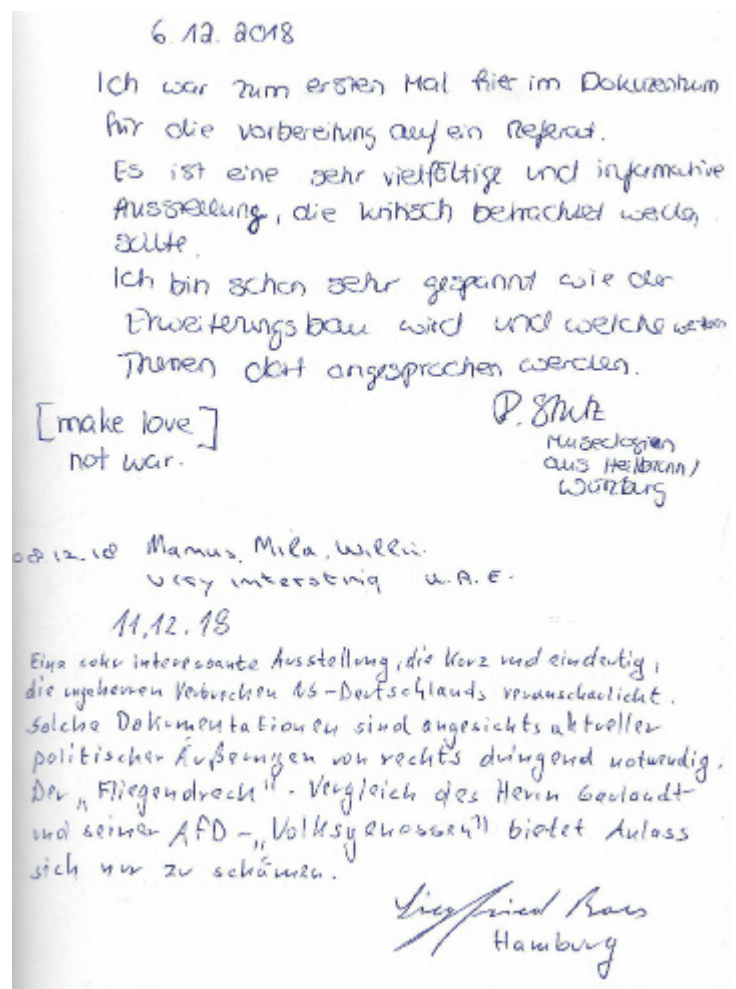 6.12.2018
Ich war zum ersten Mal hier im Dokuzentrum
für die Vorbereitung auf ein Referat.
Es ist eine sehr vielfältige und informative
Ausstellung, die kritisch betrachtet werden
sollte.
Ich bin schon sehr gespannt wie der
Erweiterungsbau wird und welche weiteren
Themen dort angesprochen werden.
[make love]
not war.
P.
Museologien
aus Heilbronn/
Würzburg
08.12.18 Mamus, Mila, Willi.
very interstnig U.A.E.
11.12.18
Eine sehr interessante Ausstellung, die kurz und eindeutig,
die ungeheuren Verbrechen NS-Deutschlands veranschaulicht.
Solche Dokumentationen sind angesichts aktueller
politischer Äußerungen von rechts dringend notwendig.
Der „Fliegendreck"-Vergleich des Herrn Gaulandt
und seiner AfD-„Volksgenossen" bietet Anlass
sich nur zu schämen.
Siegfried
Hamburg